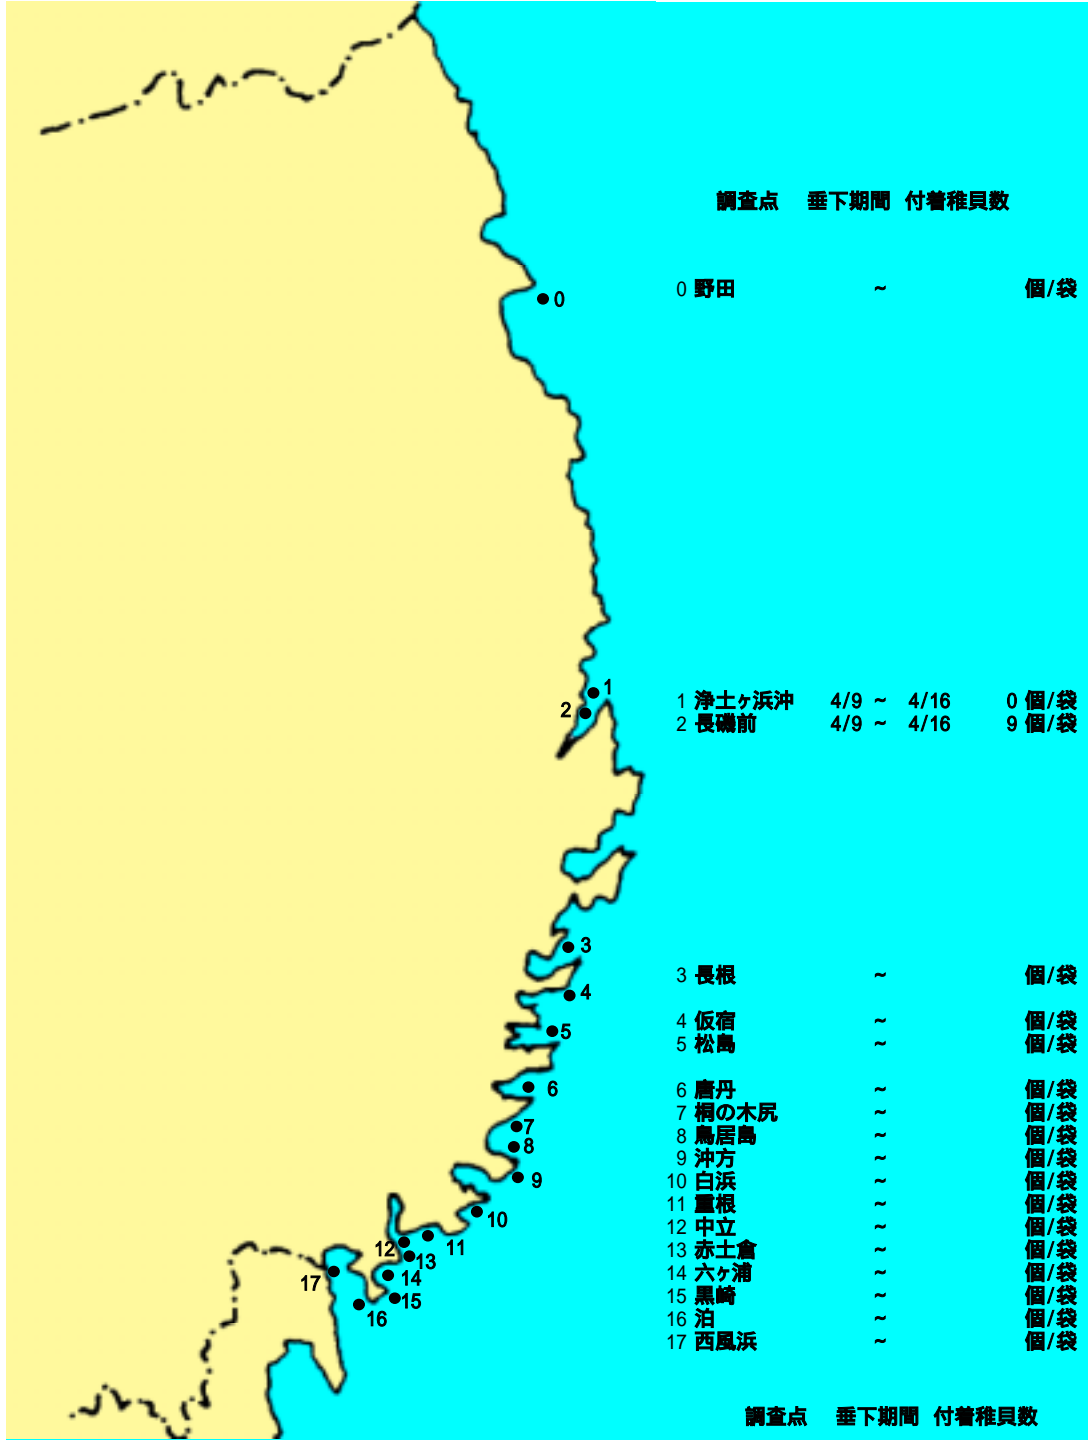 調査点 垂下期間 付着稚貝数
0 野田 ~ 個/袋
0
1
2
1 浄土ヶ浜沖 4/9 ~ 4/16 0 個/袋
2 長磯前 4/9 ~ 4/16 9 個/袋
3
3 長根 ~ 個/袋
4
4 仮宿 ~ 個/袋
5
5 松島 ~ 個/袋
6
6 唐丹 ~ 個/袋
7
7 桐の木尻 ~ 個/袋
8
8 鳥居島 ~ 個/袋
9
9 沖方 ~ 個/袋
10
10 白浜 ~ 個/袋
11
11 重根 ~ 個/袋
12
12 中立 ~ 個/袋
13
13 赤土倉 ~ 個/袋
14
14 六ヶ浦 ~ 個/袋
15
15 黒崎 ~ 個/袋
16
16 泊 ~ 個/袋
17
17 西風浜 ~ 個/袋
調査点 垂下期間 付着稚貝数